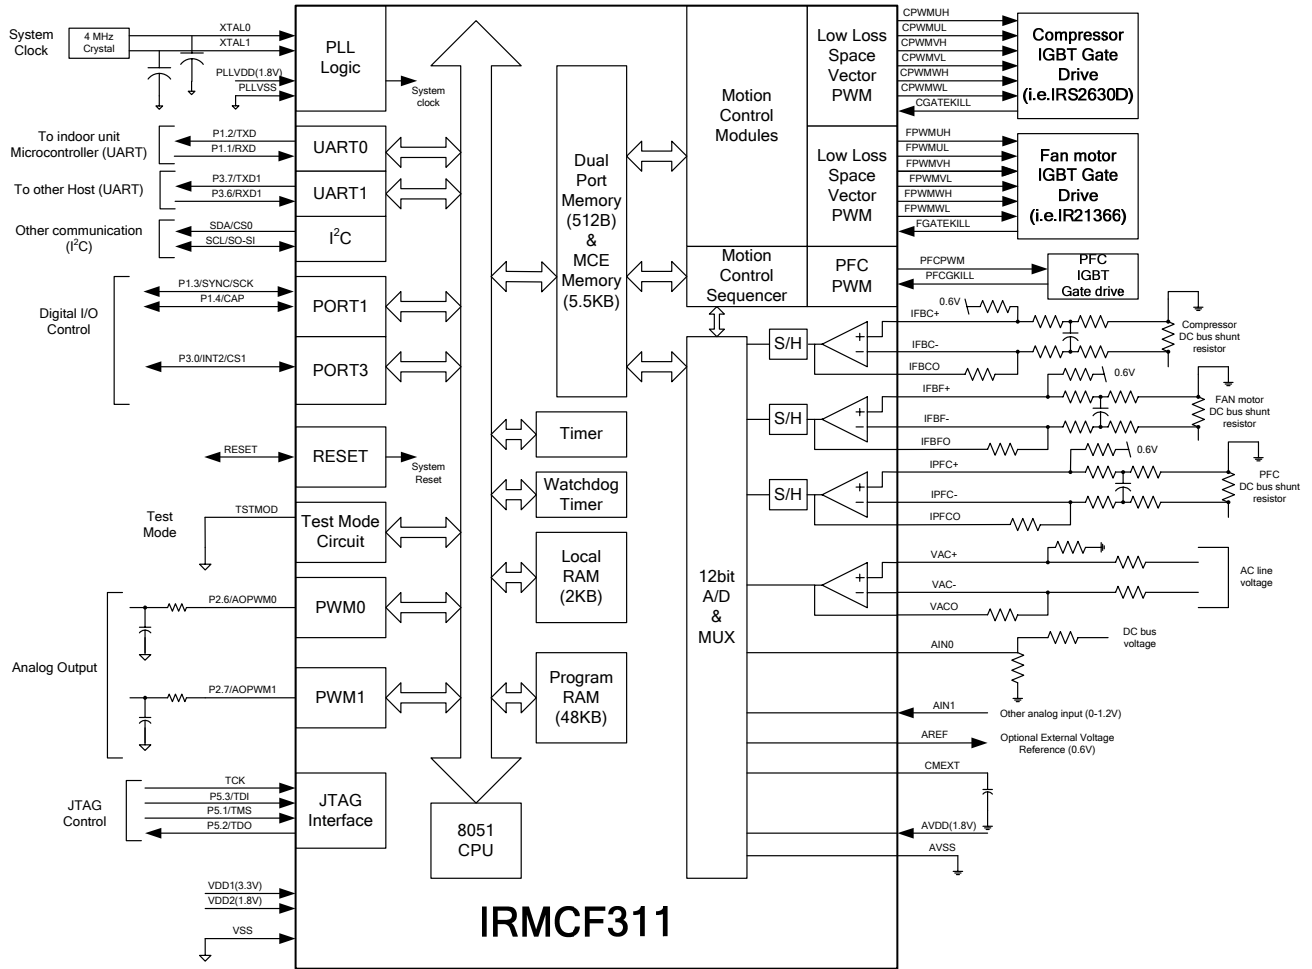 System
Clock
4 MHz
Crystal
XTAL0
XTAL1
PLLVDD(1.8V)
PLLVSS
PLL
Logic
System
clock
To indoor unit
Microcontroller (UART)
P1.2/TXD
P1.1/RXD
UART0
To other Host (UART)
P3.7/TXD1
P3.6/RXD1
UART1
Other communication
(I²C)
SDA/CS0
SCL/SO-SI
I²C
Digital I/O
Control
P1.3/SYNC/SCK
P1.4/CAP
PORT1
P3.0/INT2/CS1
PORT3
RESET
RESET
System
Reset
Test
Mode
TSTMOD
Test Mode
Circuit
Analog Output
P2.6/AOPWM0
PWM0
P2.7/AOPWM1
PWM1
JTAG
Control
TCK
P5.3/TDI
P5.1/TMS
P5.2/TDO
JTAG
Interface
VDD1(3.3V)
VDD2(1.8V)
VSS
8051
CPU
Dual
Port
Memory
(512B)
&
MCE
Memory
(5.5KB)
Timer
Watchdog
Timer
Local
RAM
(2KB)
Program
RAM
(48KB)
IRMCF311
Motion
Control
Modules
Motion
Control
Sequencer
12bit
A/D
&
MUX
Low Loss
Space
Vector
PWM
CPWMUH
CPWMUL
CPWMVH
CPWMVL
CPWMWH
CPWMWL
CGATEKILL
Compressor
IGBT Gate
Drive
(i.e.IRS2630D)
Low Loss
Space
Vector
PWM
FPWMUH
FPWMUL
FPWMVH
FPWMVL
FPWMWH
FPWMWL
FGATEKILL
Fan motor
IGBT Gate
Drive
(i.e.IR21366)
PFC
PWM
PFCPWM
PFCGKILL
PFC
IGBT
Gate drive
S/H
+
−
IFBC+
IFBC-
IFBCO
0.6V
Compressor
DC bus shunt
resistor
S/H
+
−
IFBF+
IFBF-
IFBFO
0.6V
FAN motor
DC bus shunt
resistor
S/H
+
−
IPFC+
IPFC-
IPFCO
0.6V
PFC
DC bus shunt
resistor
+
−
VAC+
VAC-
VACO
AC line
voltage
AIN0
DC bus
voltage
AIN1
Other analog input (0-1.2V)
AREF
Optional External Voltage
Reference (0.6V)
CMEXT
AVDD(1.8V)
AVSS